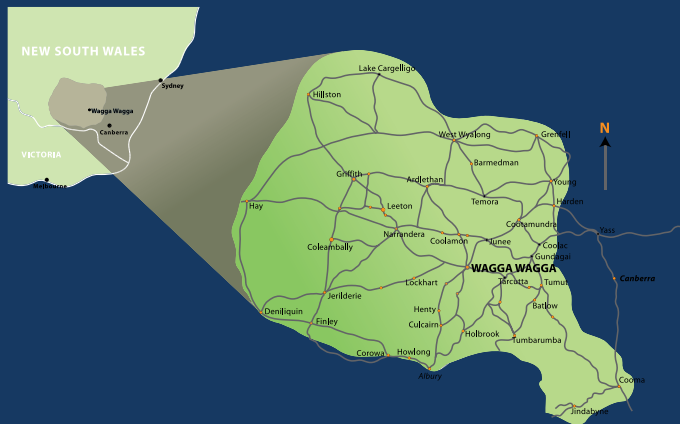 NEW SOUTH WALES
Sydney
Wagga Wagga
Canberra
VICTORIA
Melbourne
Lake Cargelligo
Hillston
N
West Wyalong
Grenfell
Barmedman
Griffith
Ardlethan
Young
Temora
Harden
Hay
Leeton
Cootamundra
Yass
Narrandera
Coolamon
Junee
Coolac
Coleambally
Gundagai
WAGGA WAGGA
Canberra
Lockhart
Tarcutta
Tumut
Jerilderie
Batlow
Henty
Deniliquin
Finley
Culcairn
Holbrook
Tumbarumba
Corowa
Howlong
Albury
Cooma
Jindabyne